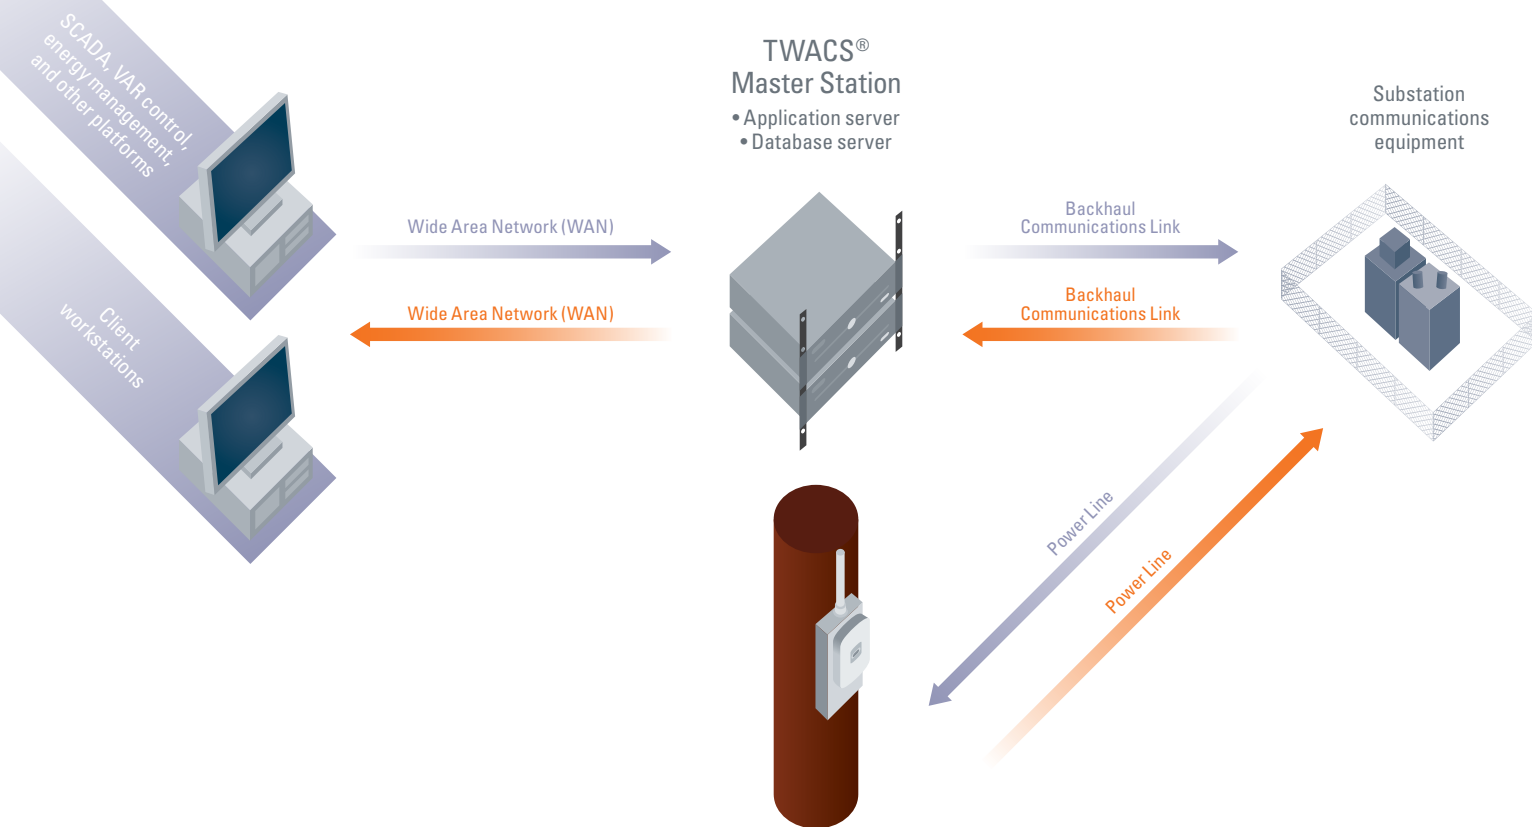 SCADA, VAR control,
energy management,
and other platforms
Client
workstations
Wide Area Network (WAN)
Wide Area Network (WAN)
TWACS®
Master Station
• Application server
• Database server
Backhaul
Communications Link
Backhaul
Communications Link
Substation
communications
equipment
Power Line
Power Line